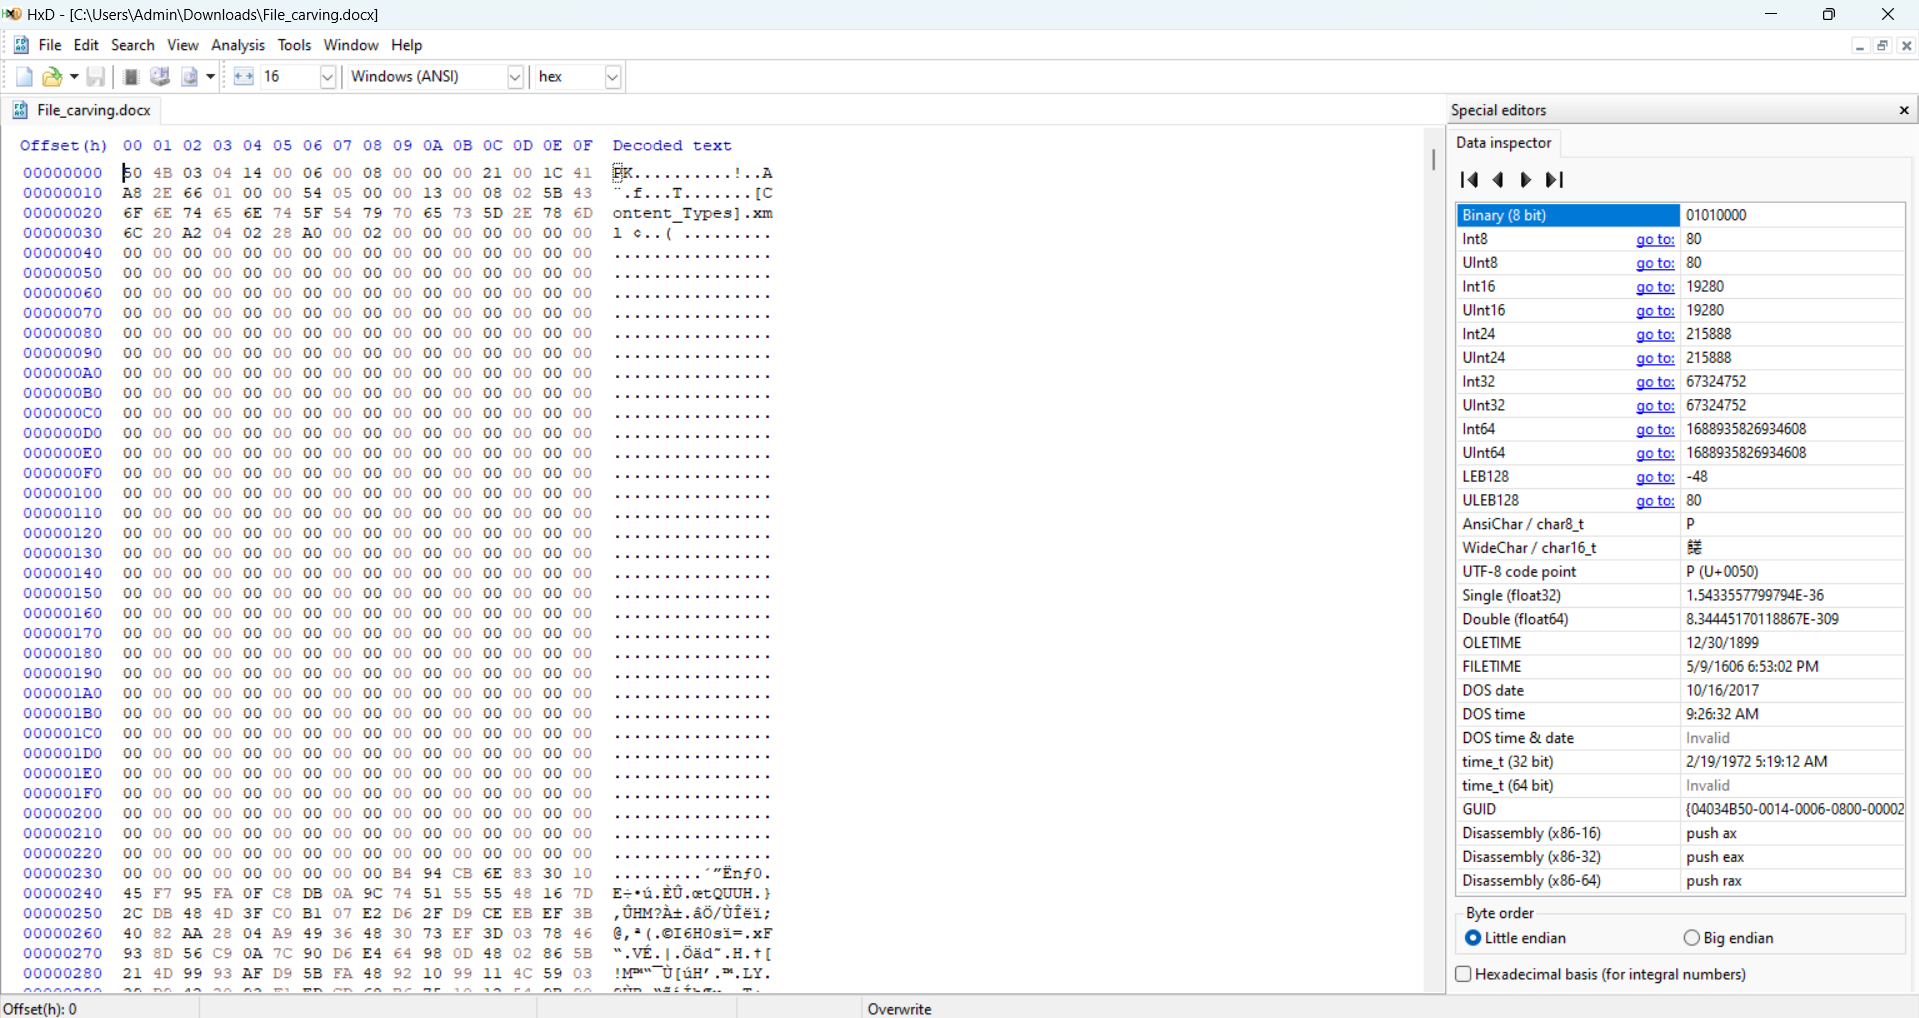 HxD - [C:\Users\Admin\Downloads\File_carving.docx]
File Edit Search View Analysis Tools Window Help
16 Windows (ANSI) hex
File_carving.docx
Offset(h) 00 01 02 03 04 05 06 07 08 09 0A 0B 0C 0D 0E 0F Decoded text
00000000 50 4B 03 04 14 00 06 00 08 00 00 00 21 00 1C 41 PK..........!..A
00000010 A8 2E 66 01 00 00 54 05 00 00 13 00 08 02 5B 43 ¨.f...T.......[C
00000020 6F 6E 74 65 6E 74 5F 54 79 70 65 73 5D 2E 78 6D ontent_Types].xm
00000030 6C 20 A2 04 02 28 A0 00 02 00 00 00 00 00 00 00 l ¢..( .........
00000040 00 00 00 00 00 00 00 00 00 00 00 00 00 00 00 00 ................
00000050 00 00 00 00 00 00 00 00 00 00 00 00 00 00 00 00 ................
00000060 00 00 00 00 00 00 00 00 00 00 00 00 00 00 00 00 ................
00000070 00 00 00 00 00 00 00 00 00 00 00 00 00 00 00 00 ................
00000080 00 00 00 00 00 00 00 00 00 00 00 00 00 00 00 00 ................
00000090 00 00 00 00 00 00 00 00 00 00 00 00 00 00 00 00 ................
000000A0 00 00 00 00 00 00 00 00 00 00 00 00 00 00 00 00 ................
000000B0 00 00 00 00 00 00 00 00 00 00 00 00 00 00 00 00 ................
000000C0 00 00 00 00 00 00 00 00 00 00 00 00 00 00 00 00 ................
000000D0 00 00 00 00 00 00 00 00 00 00 00 00 00 00 00 00 ................
000000E0 00 00 00 00 00 00 00 00 00 00 00 00 00 00 00 00 ................
000000F0 00 00 00 00 00 00 00 00 00 00 00 00 00 00 00 00 ................
00000100 00 00 00 00 00 00 00 00 00 00 00 00 00 00 00 00 ................
00000110 00 00 00 00 00 00 00 00 00 00 00 00 00 00 00 00 ................
00000120 00 00 00 00 00 00 00 00 00 00 00 00 00 00 00 00 ................
00000130 00 00 00 00 00 00 00 00 00 00 00 00 00 00 00 00 ................
00000140 00 00 00 00 00 00 00 00 00 00 00 00 00 00 00 00 ................
00000150 00 00 00 00 00 00 00 00 00 00 00 00 00 00 00 00 ................
00000160 00 00 00 00 00 00 00 00 00 00 00 00 00 00 00 00 ................
00000170 00 00 00 00 00 00 00 00 00 00 00 00 00 00 00 00 ................
00000180 00 00 00 00 00 00 00 00 00 00 00 00 00 00 00 00 ................
00000190 00 00 00 00 00 00 00 00 00 00 00 00 00 00 00 00 ................
000001A0 00 00 00 00 00 00 00 00 00 00 00 00 00 00 00 00 ................
000001B0 00 00 00 00 00 00 00 00 00 00 00 00 00 00 00 00 ................
000001C0 00 00 00 00 00 00 00 00 00 00 00 00 00 00 00 00 ................
000001D0 00 00 00 00 00 00 00 00 00 00 00 00 00 00 00 00 ................
000001E0 00 00 00 00 00 00 00 00 00 00 00 00 00 00 00 00 ................
000001F0 00 00 00 00 00 00 00 00 00 00 00 00 00 00 00 00 ................
00000200 00 00 00 00 00 00 00 00 00 00 00 00 00 00 00 00 ................
00000210 00 00 00 00 00 00 00 00 00 00 00 00 00 00 00 00 ................
00000220 00 00 00 00 00 00 00 00 00 00 00 00 00 00 00 00 ................
00000230 00 00 00 00 00 00 00 00 00 B4 94 CB 6E 83 30 10 .........´”Ënƒ0.
00000240 45 F7 95 FA 0F C8 DB 0A 9C 74 51 55 55 48 16 7D E÷•ú.ÈÛ.œtQUUH.}
00000250 2C DB 48 4D 3F C0 B1 07 E2 D6 2F D9 CE EB EF 3B ,ÛHM?À±.âÖ/ÙÎëï;
00000260 40 82 AA 28 04 A9 49 36 48 30 73 EF 3D 03 78 46 @‚ª(.©I6H0sï=.xF
00000270 93 8D 56 C9 0A 7C 90 D6 E4 64 98 0D 48 02 86 5B “.VÉ.|.Öäd˜.H.†[
00000280 21 4D 99 93 AF D9 5B FA 48 92 10 99 11 4C 59 03 !M™“¯Ù[úH’.™.LY.
Special editors
Data inspector
Binary (8 bit) 01010000
Int8 go to: 80
UInt8 go to: 80
Int16 go to: 19280
UInt16 go to: 19280
Int24 go to: 215888
UInt24 go to: 215888
Int32 go to: 67324752
UInt32 go to: 67324752
Int64 go to: 1688935826934608
UInt64 go to: 1688935826934608
LEB128 go to: -48
ULEB128 go to: 80
AnsiChar / char8_t P
WideChar / char16_t 䭐
UTF-8 code point P (U+0050)
Single (float32) 1.5433557799794E-36
Double (float64) 8.34445170118867E-309
OLETIME 12/30/1899
FILETIME 5/9/1606 6:53:02 PM
DOS date 10/16/2017
DOS time 9:26:32 AM
DOS time & date Invalid
time_t (32 bit) 2/19/1972 5:19:12 AM
time_t (64 bit) Invalid
GUID {04034B50-0014-0006-0800-00002
Disassembly (x86-16) push ax
Disassembly (x86-32) push eax
Disassembly (x86-64) push rax
Byte order
Little endian Big endian
Hexadecimal basis (for integral numbers)
Offset(h): 0 Overwrite